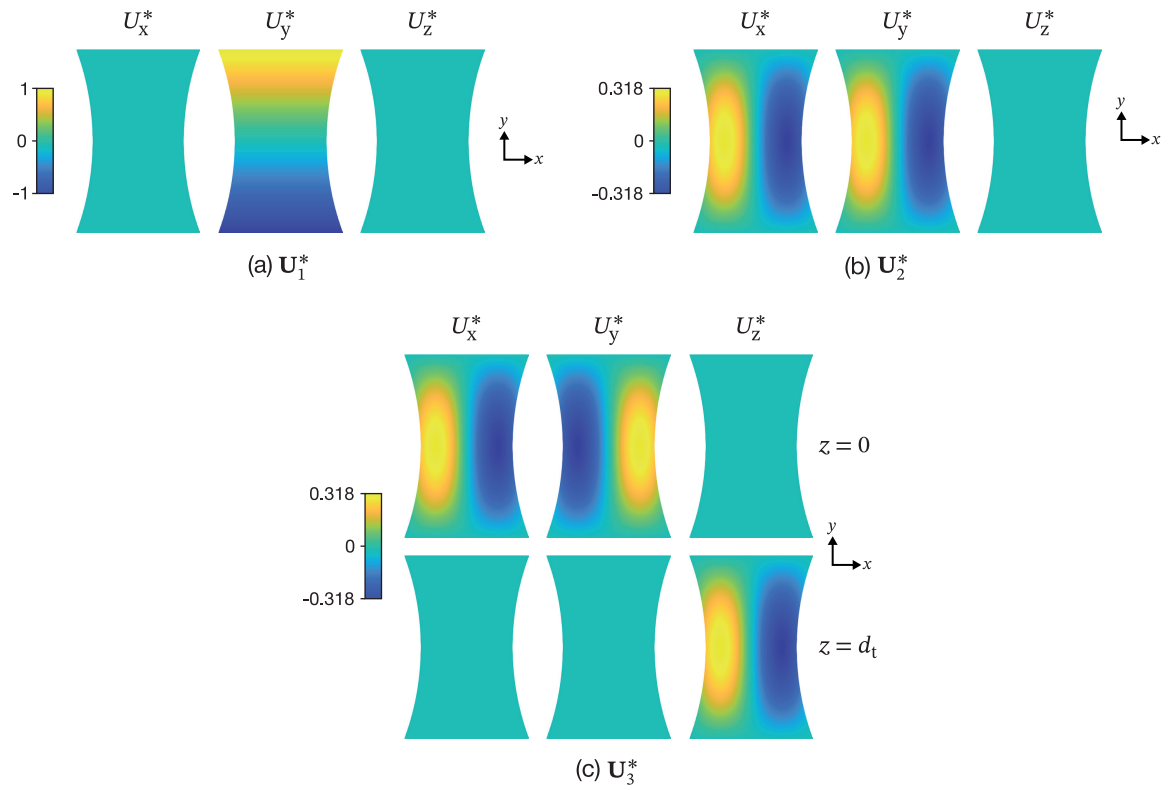 U*x U*y U*z
1
0
-1
y
x
(a) U*1
U*x U*y U*z
0.318
0
-0.318
y
x
(b) U*2
U*x U*y U*z
z = 0
0.318
0
-0.318
y
x
z = dt
(c) U*3